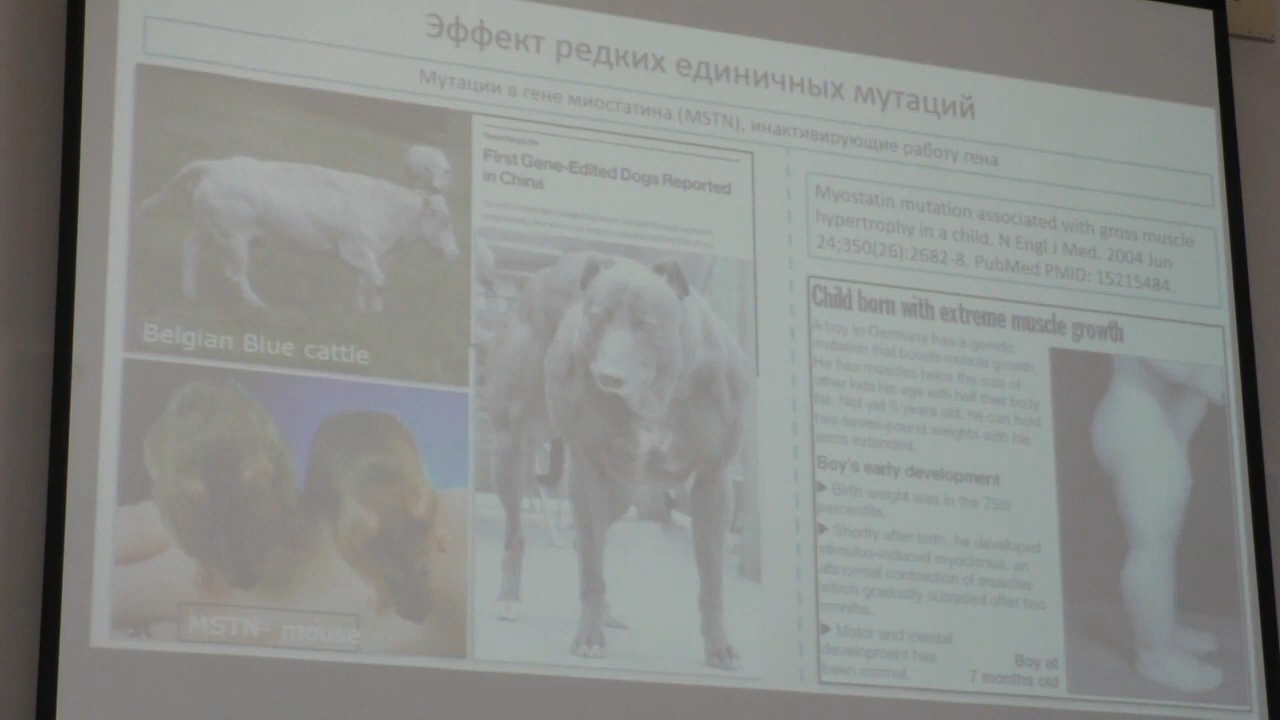 Эффект редких единичных мутаций
Мутации в гене миостатина (MSTN), инактивирующие работу гена
Belgian Blue cattle
MSTN- mouse
First Gene-Edited Dogs Reported
in China
Myostatin mutation associated with gross muscle
hypertrophy in a child. N Engl J Med. 2004 Jun
24;350(26):2682-8. PubMed PMID: 15215484.
Child born with extreme muscle growth
A boy in Germany has a genetic
mutation that boosts muscle growth.
He has muscles twice the size of
other kids his age with half their body
fat. Not yet 5 years old, he can hold
two seven-pound weights with his
arms extended.
Boy's early development
Birth weight was in the 75th
percentile.
Shortly after birth, he developed
stimulus-induced myoclonus, an
abnormal contraction of muscles
which gradually subsided after two
months.
Motor and mental
development has
been normal.
Boy at
7 months old